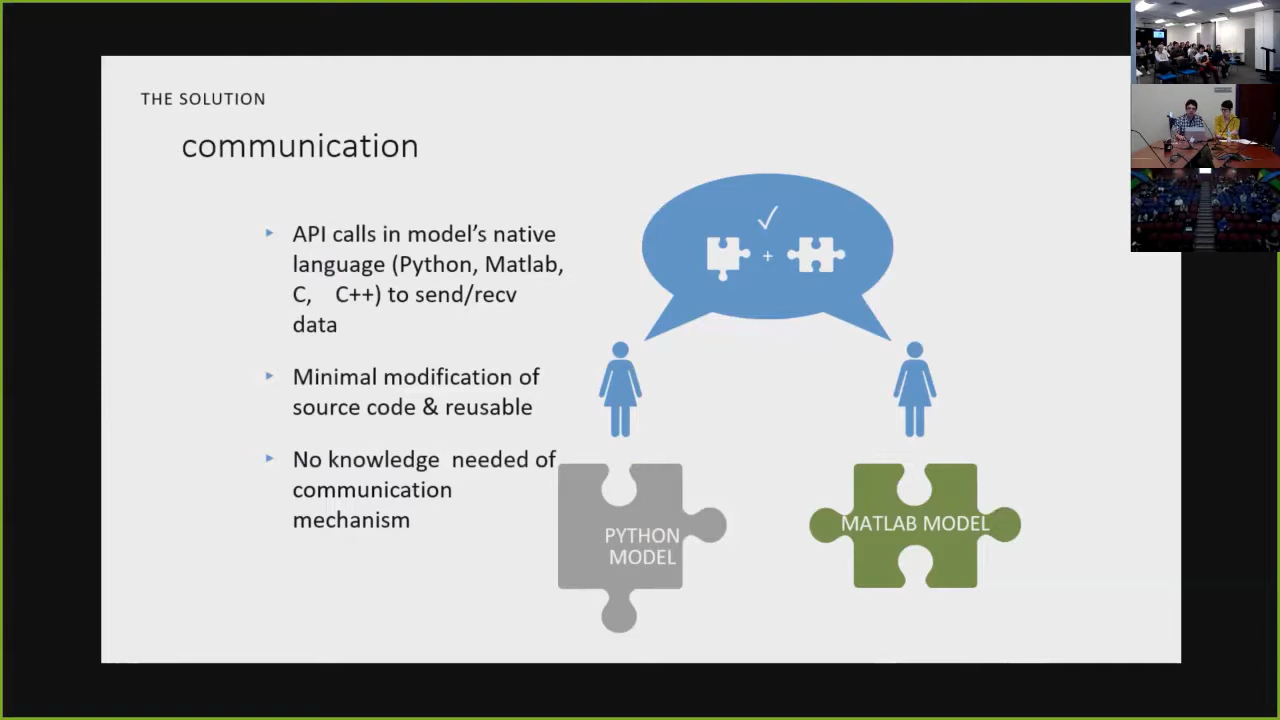 THE SOLUTION
communication
API calls in model's native
language (Python, Matlab,
C, C++) to send/recv
data
Minimal modification of
source code & reusable
No knowledge needed of
communication
mechanism
+
PYTHON
MODEL
MATLAB MODEL